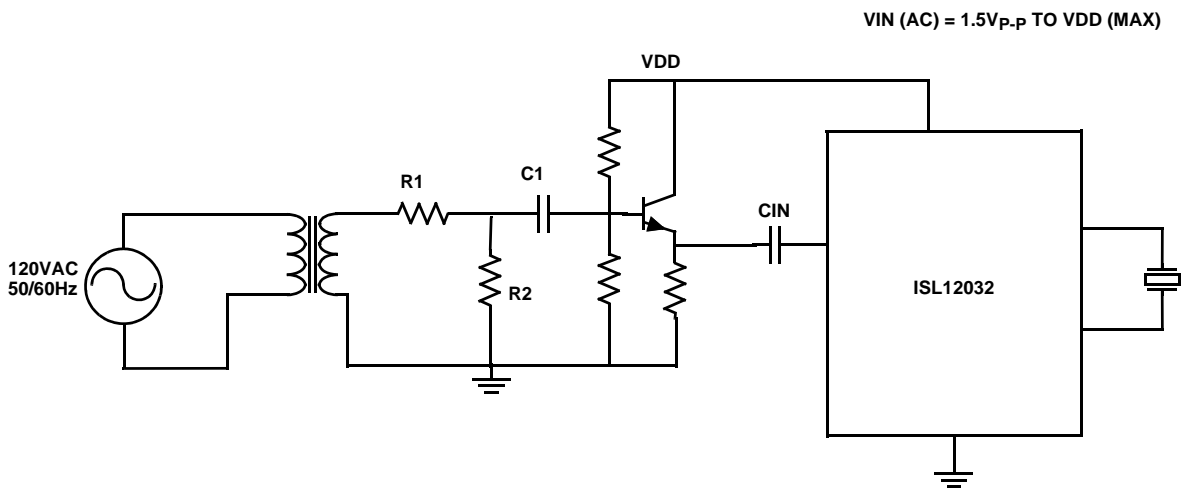 VIN (AC) = 1.5VP-P TO VDD (MAX)
VDD
R1
C1
CIN
120VAC
50/60Hz
R2
ISL12032